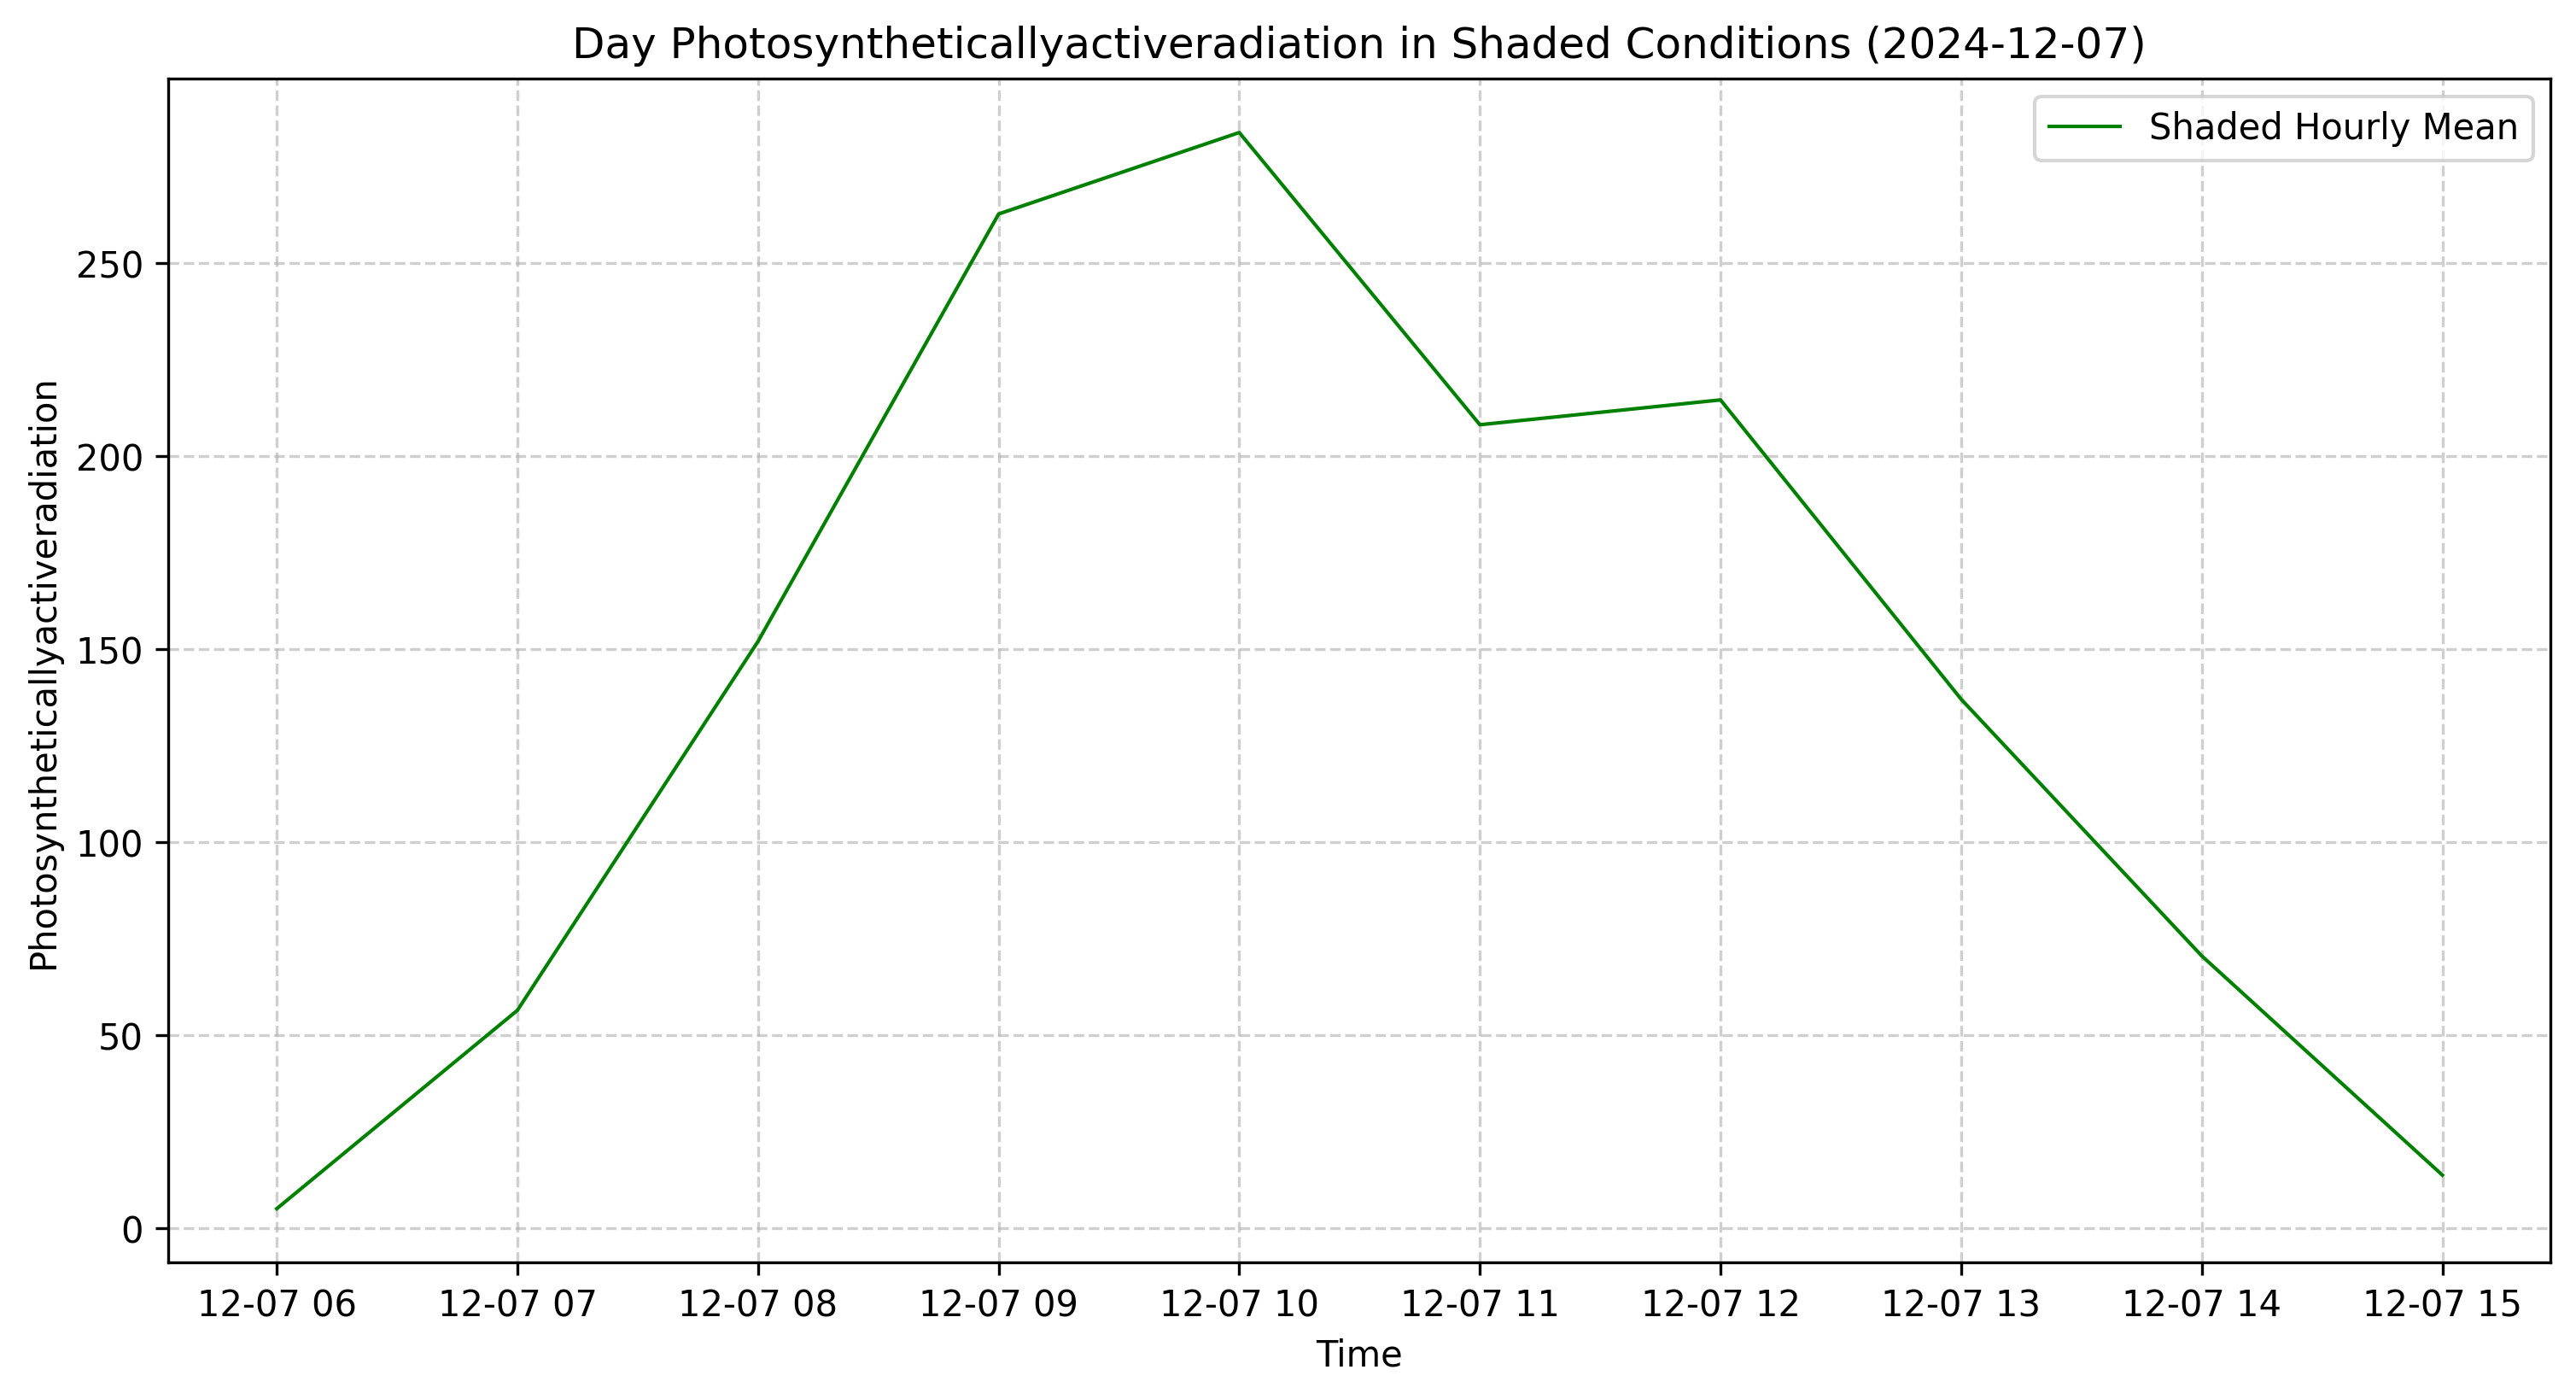 Day Photosyntheticallyactiveradiation in Shaded Conditions (2024-12-07)
Shaded Hourly Mean
Photosyntheticallyactiveradiation
250
200
150
100
50
0
12-07 06 12-07 07 12-07 08 12-07 09 12-07 10 12-07 11 12-07 12 12-07 13 12-07 14 12-07 15
Time